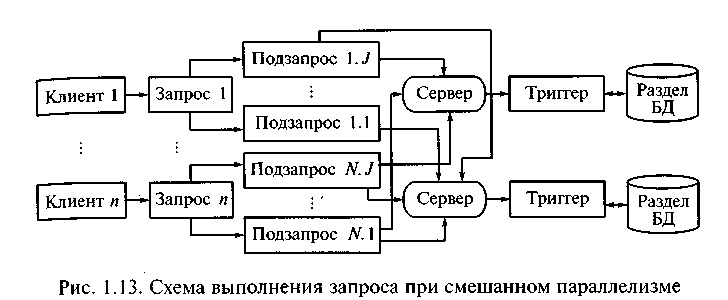 Подзапрос 1.J
Клиент 1
Запрос 1
Сервер
Триггер
Раздел
БД
⋮
Подзапрос 1.1
⋮
⋮
Подзапрос N.J
Клиент n
Запрос n
⋮
Сервер
Триггер
Раздел
БД
Подзапрос N.1
Рис. 1.13. Схема выполнения запроса при смешанном параллелизме